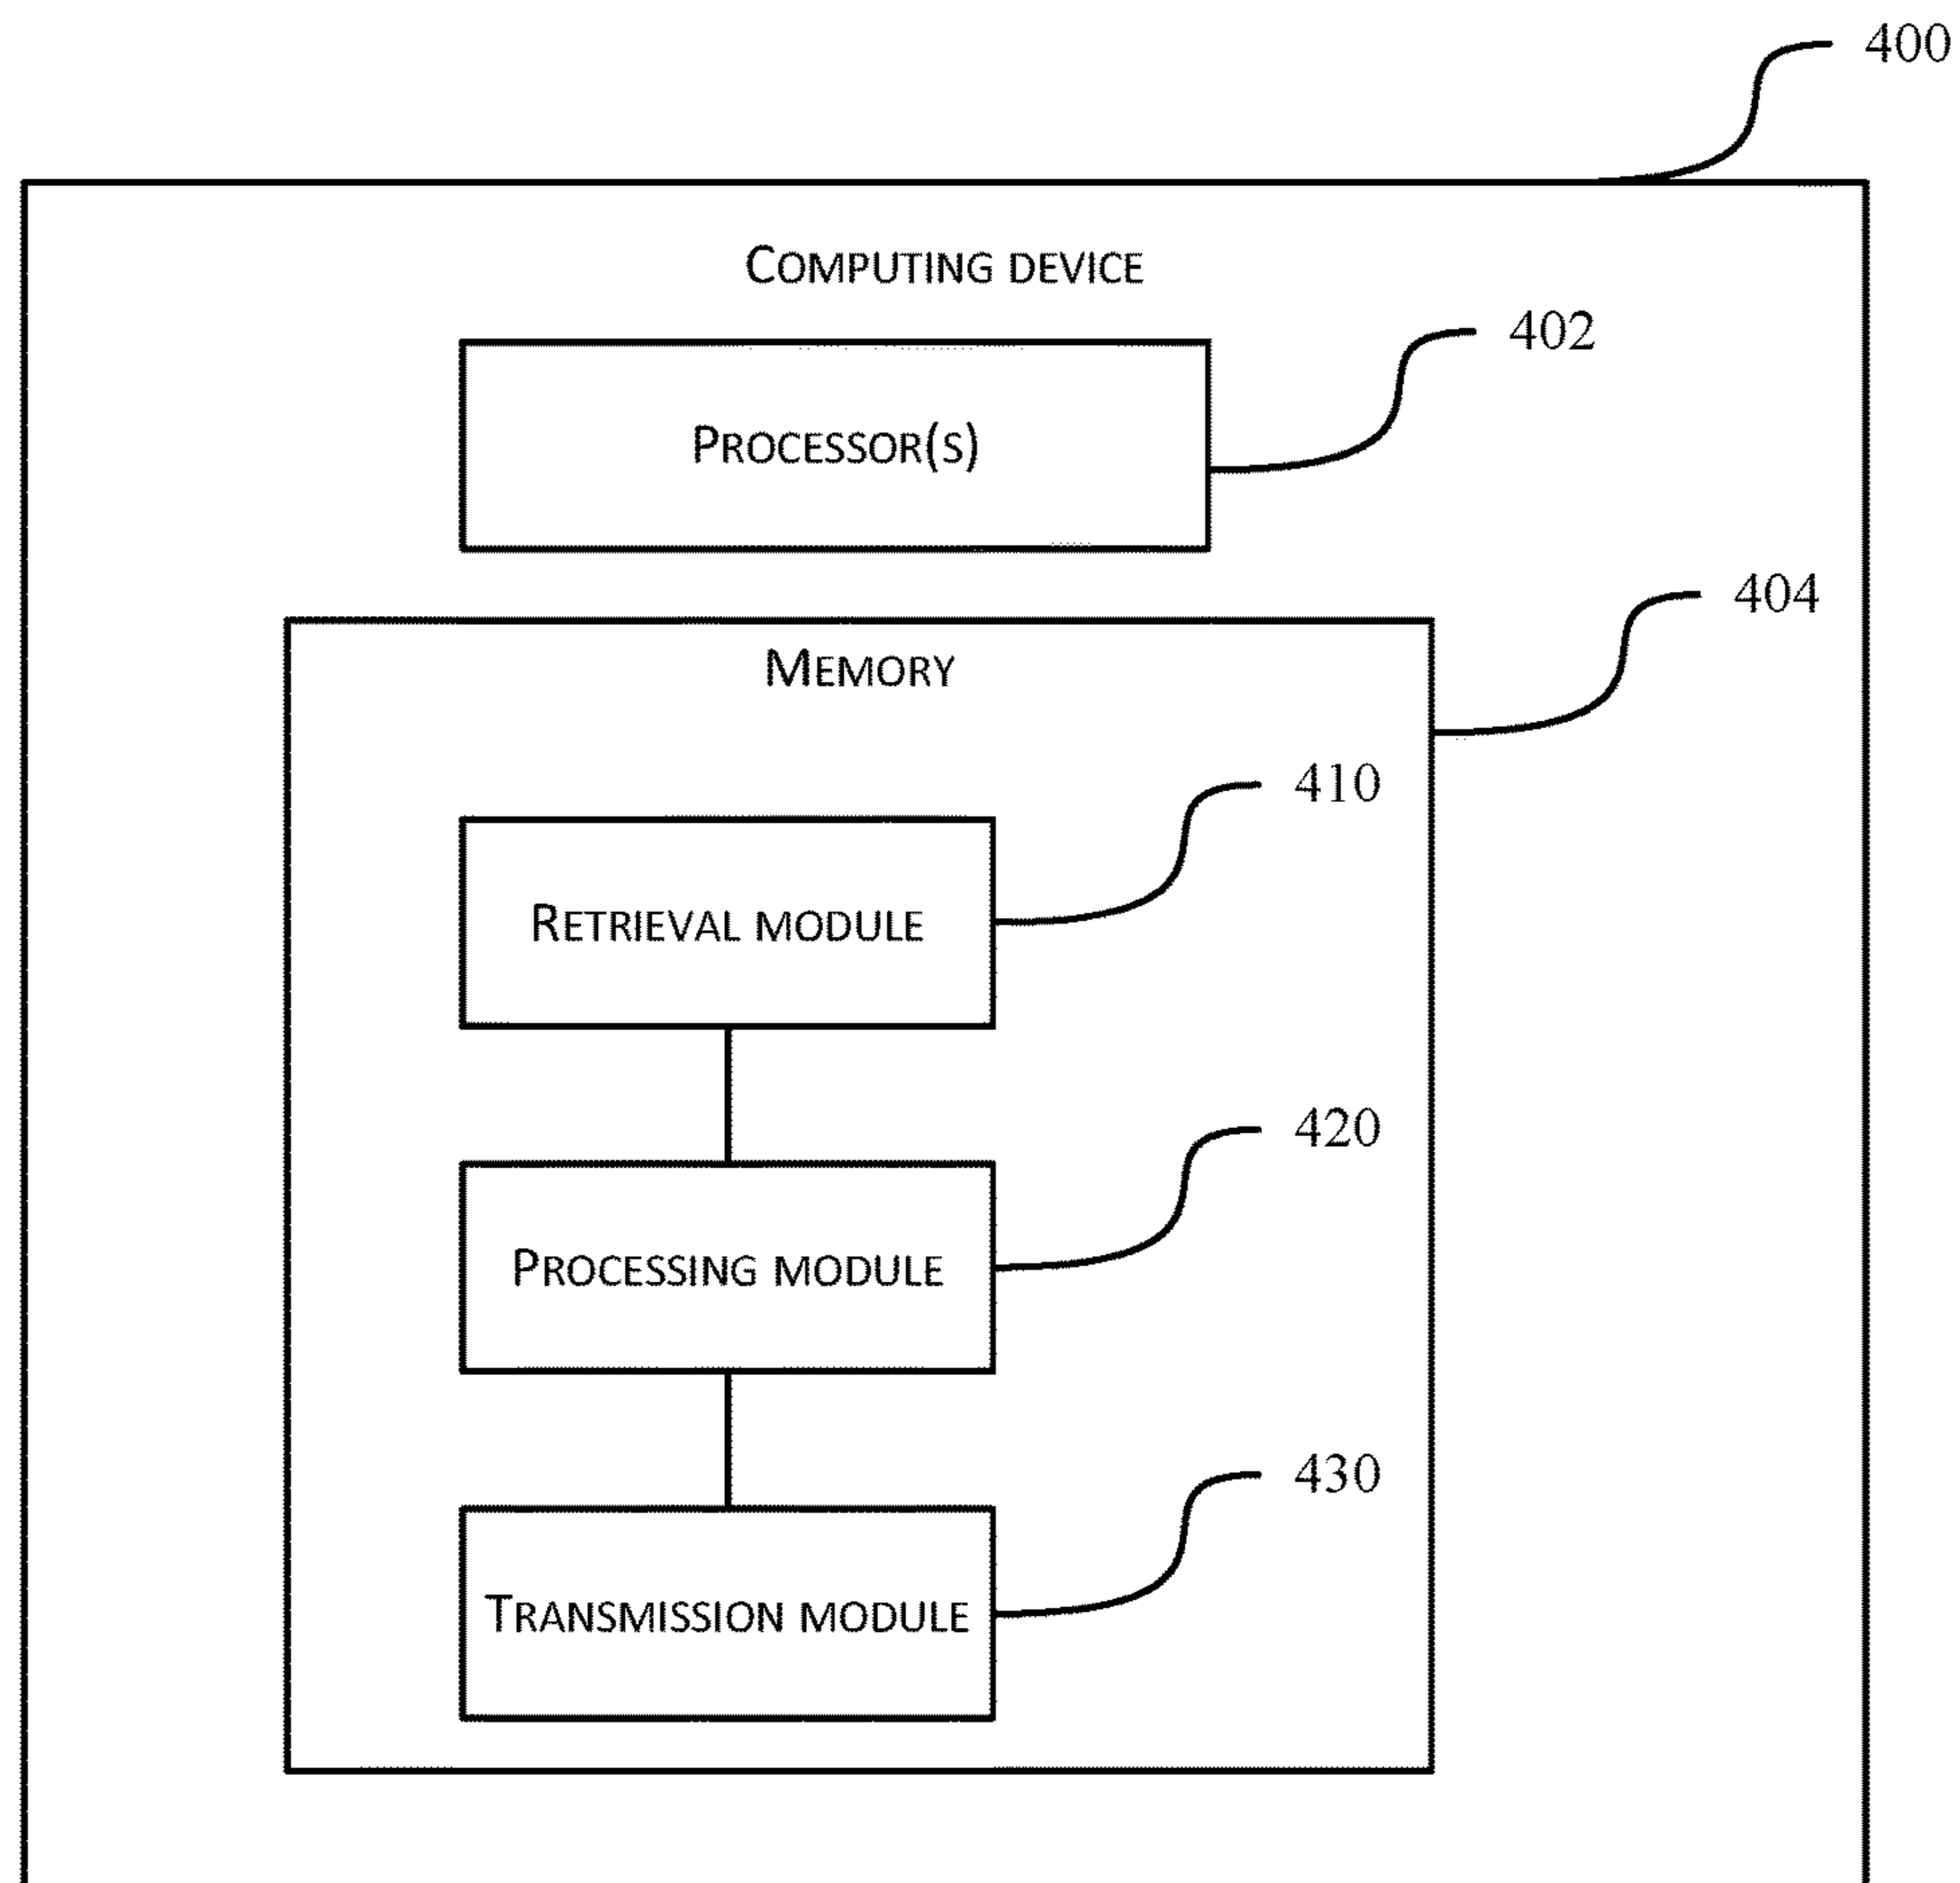 400
COMPUTING DEVICE
402
PROCESSOR(S)
404
MEMORY
410
RETRIEVAL MODULE
420
PROCESSING MODULE
430
TRANSMISSION MODULE